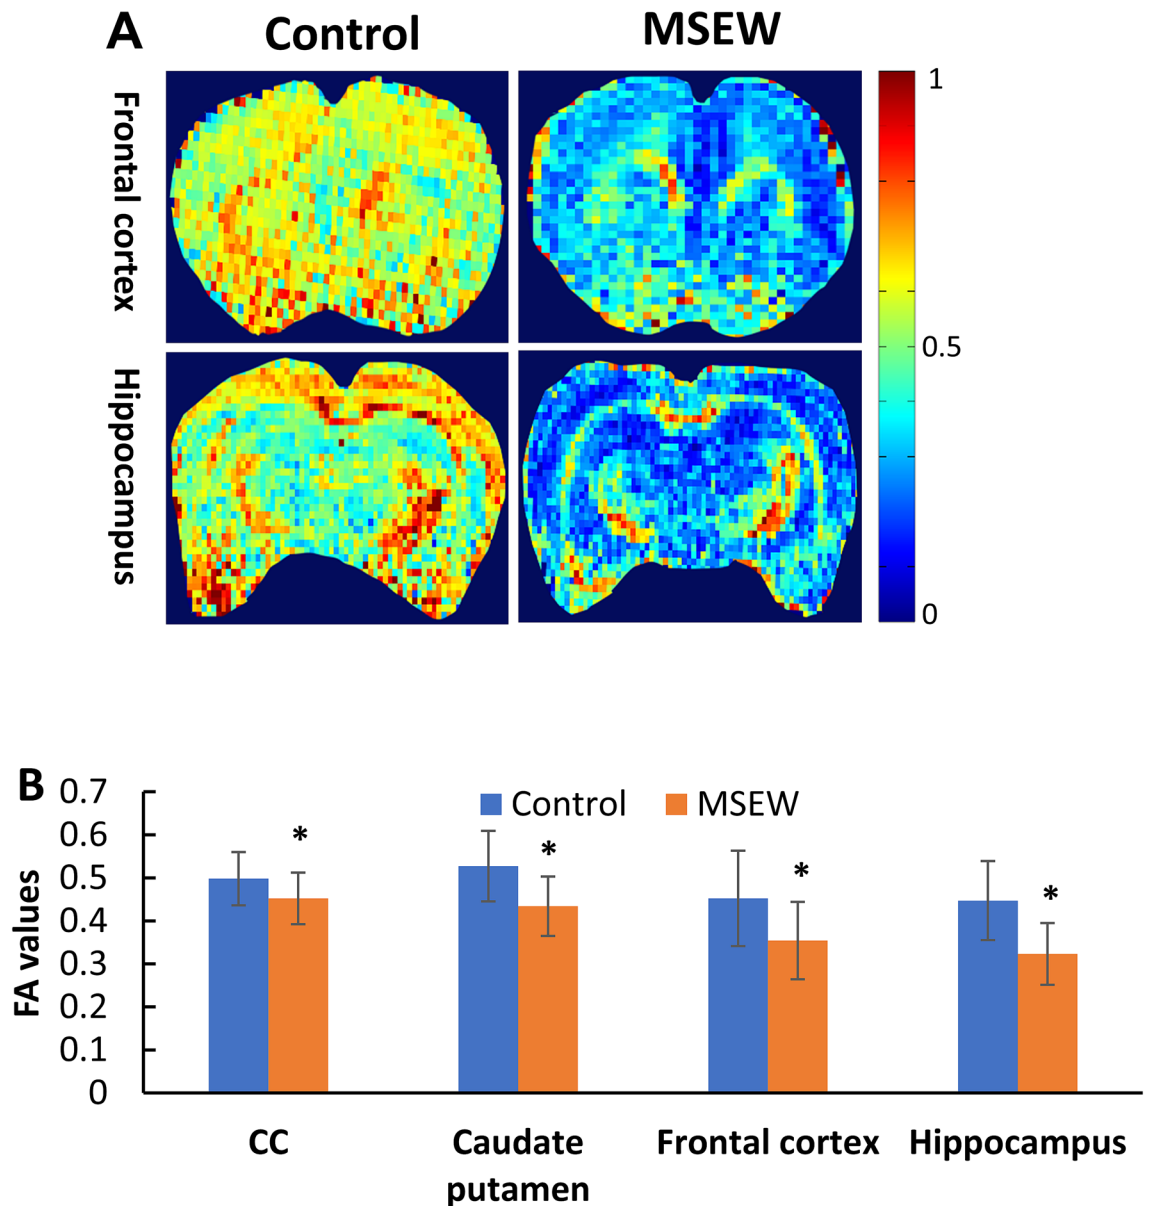 A
Control
MSEW
Frontal cortex
Hippocampus
1
0.5
0
B
Control
MSEW
FA values
0.7
0.6
0.5
0.4
0.3
0.2
0.1
0
*
*
*
*
CC
Caudate
putamen
Frontal cortex
Hippocampus